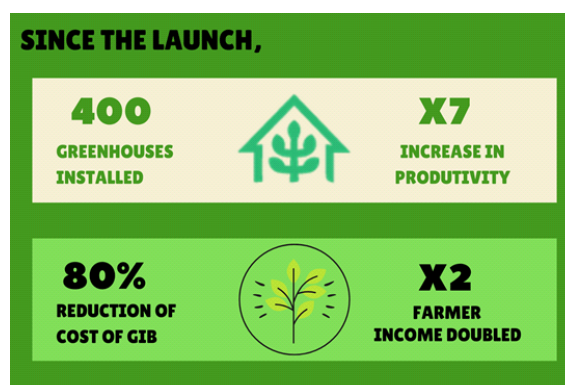 SINCE THE LAUNCH,
400
GREENHOUSES
INSTALLED
X7
INCREASE IN
PRODUTIVITY
80%
REDUCTION OF
COST OF GIB
X2
FARMER
INCOME DOUBLED